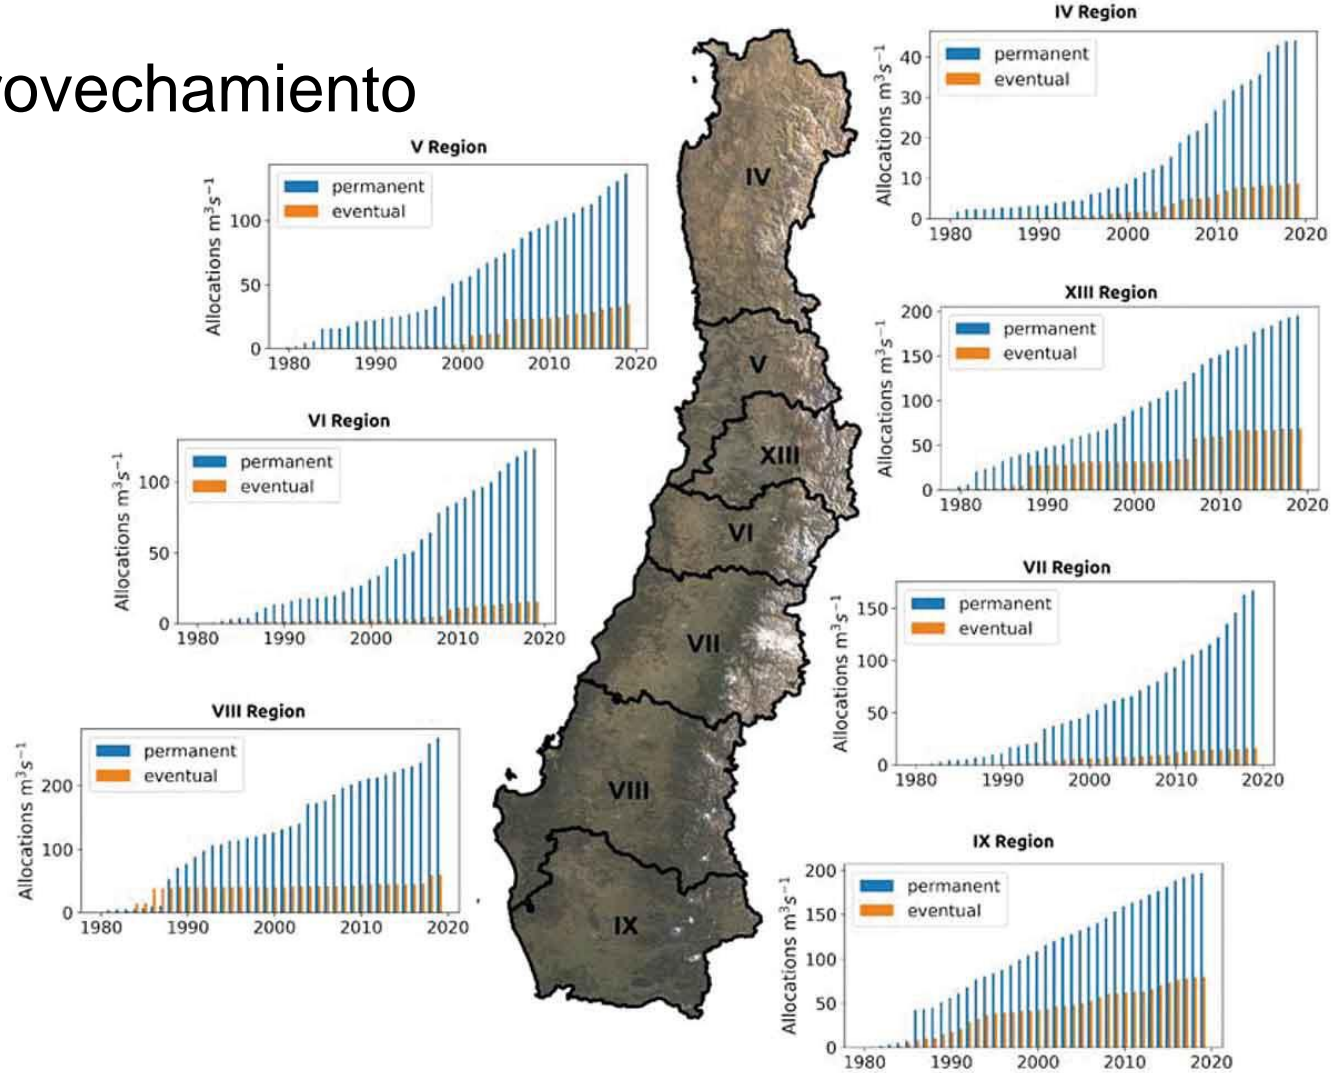 ovechamiento
IV Region
permanent
eventual
Allocations m³s⁻¹
40
30
20
10
0
1980 1990 2000 2010 2020
V Region
permanent
eventual
Allocations m³s⁻¹
100
50
0
1980 1990 2000 2010 2020
XIII Region
permanent
eventual
Allocations m³s⁻¹
200
150
100
50
0
1980 1990 2000 2010 2020
VI Region
permanent
eventual
Allocations m³s⁻¹
100
50
0
1980 1990 2000 2010 2020
VII Region
permanent
eventual
Allocations m³s⁻¹
150
100
50
0
1980 1990 2000 2010 2020
VIII Region
permanent
eventual
Allocations m³s⁻¹
200
100
0
1980 1990 2000 2010 2020
IX Region
permanent
eventual
Allocations m³s⁻¹
200
150
100
50
0
1980 1990 2000 2010 2020
IV
V
XIII
VI
VII
VIII
IX